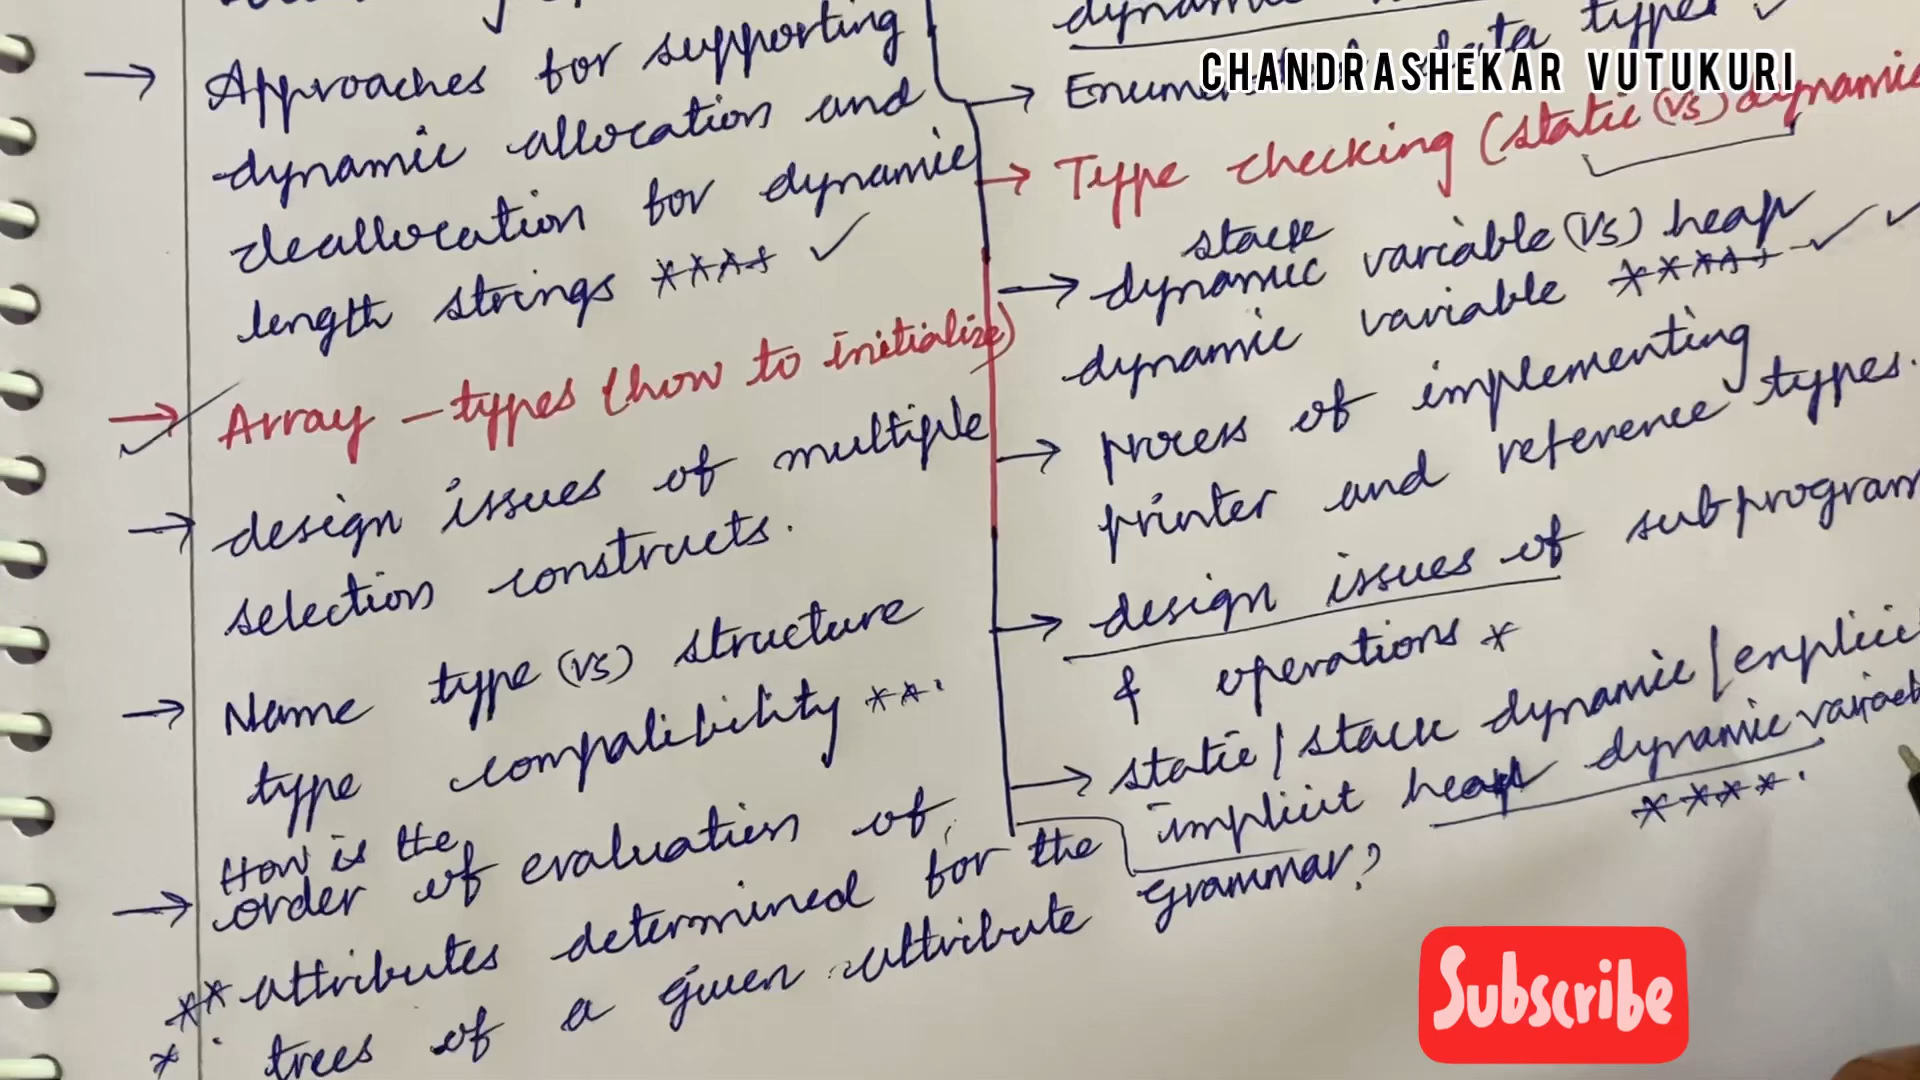 Approaches for supporting
dynamic allocation and
deallocation for dynamic
length strings **** ✓
Array - types (how to initialize)
design issues of multiple
selection constructs.
Name type (vs) structure
type compatibility **.
How is the
order of evaluation of
** attributes determined for the
* trees of a given attribute grammar?
data types ✓
CHANDRASHEKAR VUTUKURI
Type checking (static (vs) dynamic
stack
dynamic variable (vs) heap
dynamic variable ***** ✓ ✓
process of implementing
printer and reference types.
design issues of subprogram
& operations *
static / stack dynamic / explicit
implicit heap dynamic variab
****.
Subscribe